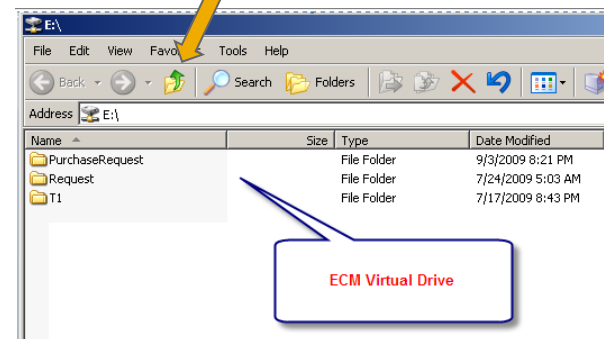 E:\
File Edit View Favorites Tools Help
Back Search Folders
Address E:\
Name Size Type Date Modified
PurchaseRequest File Folder 9/3/2009 8:21 PM
Request File Folder 7/24/2009 5:03 AM
T1 File Folder 7/17/2009 8:43 PM
ECM Virtual Drive